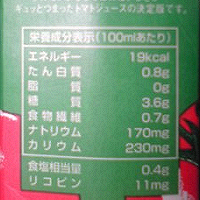 ギュッとつまったトマトジュースの決定版です。
栄養成分表示(100mlあたり)
エネルギー 19kcal
たん白質 0.8g
脂質 0g
糖質 3.6g
食物繊維 0.7g
ナトリウム 170mg
カリウム 230mg
食塩相当量 0.4g
リコピン 11mg